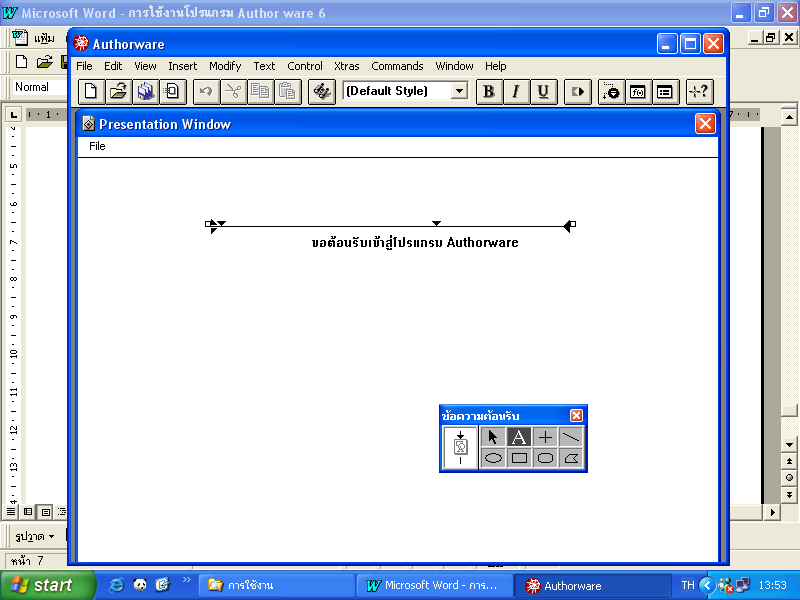 Microsoft Word - การใช้งานโปรแกรม Author ware 6
แฟ้ม
Authorware
File Edit View Insert Modify Text Control Xtras Commands Window Help
Normal
(Default Style)
B I U
Presentation Window
File
ขอต้อนรับเข้าสู่โปรแกรม Authorware
ข้อความต้อนรับ
A
รูปวาด
หน้า 7
start
การใช้งาน
Microsoft Word - การ...
Authorware
TH
13:53